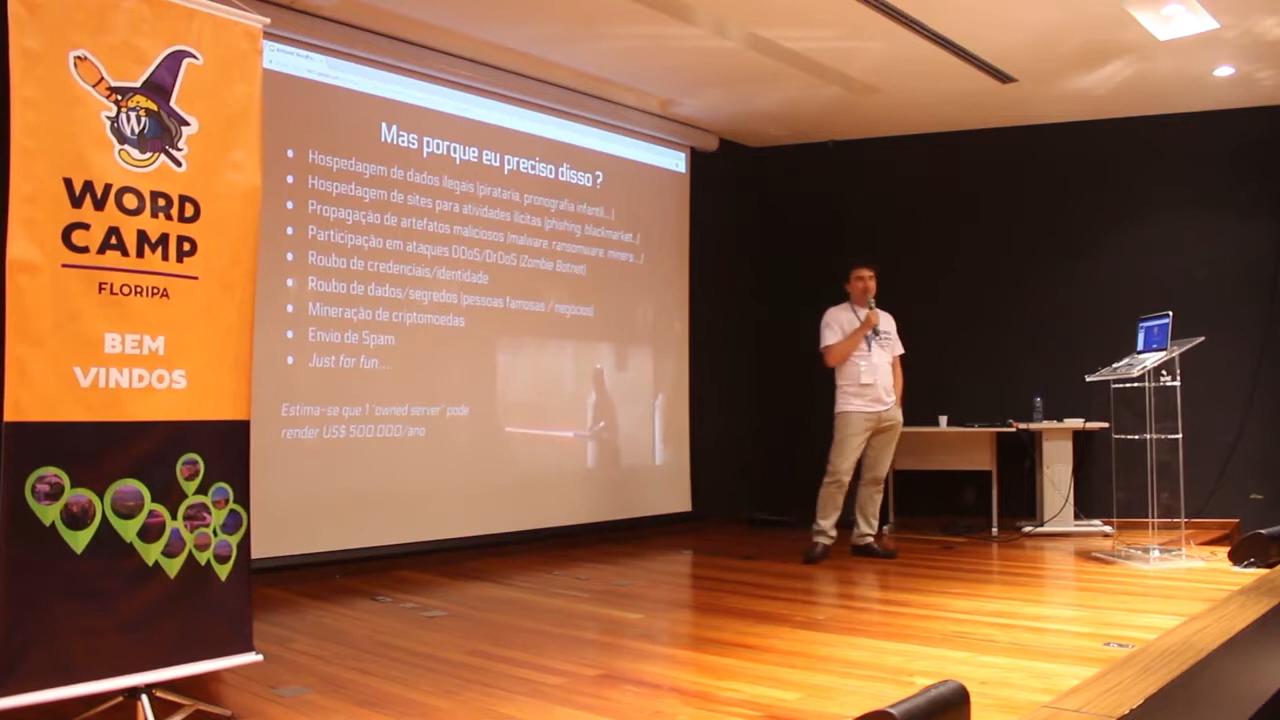 WORD
CAMP
FLORIPA
BEM
VINDOS
Mas porque eu preciso disso ?
Hospedagem de dados ilegais (pirataria, pronografia infantil....)
Hospedagem de sites para atividades ilícitas (phishing, blackmarket...)
Propagação de artefatos maliciosos (malware, ransomware, miners ...)
Participação em ataques DDoS/DrDoS (Zombie Botnet)
Roubo de credenciais/identidade
Roubo de dados/segredos (pessoas famosas / negócios)
Mineração de criptomoedas
Envio de Spam
Just for fun....
Estima-se que 1 "owned server" pode
render US$ 500.000/ano